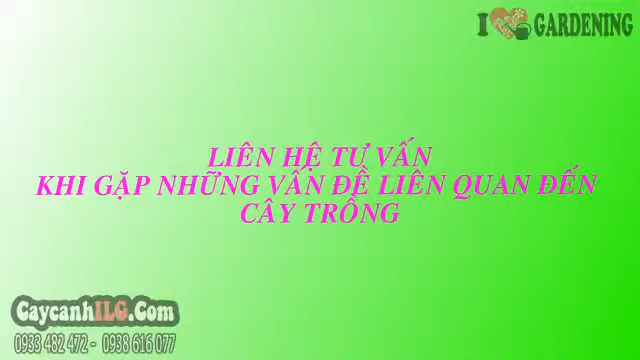 I GARDENING
LIÊN HỆ TƯ VẤN
KHI GẶP NHỮNG VẤN ĐỀ LIÊN QUAN ĐẾN
CÂY TRỒNG
CaycanhILG.Com
0933 482 472 - 0938 616 077